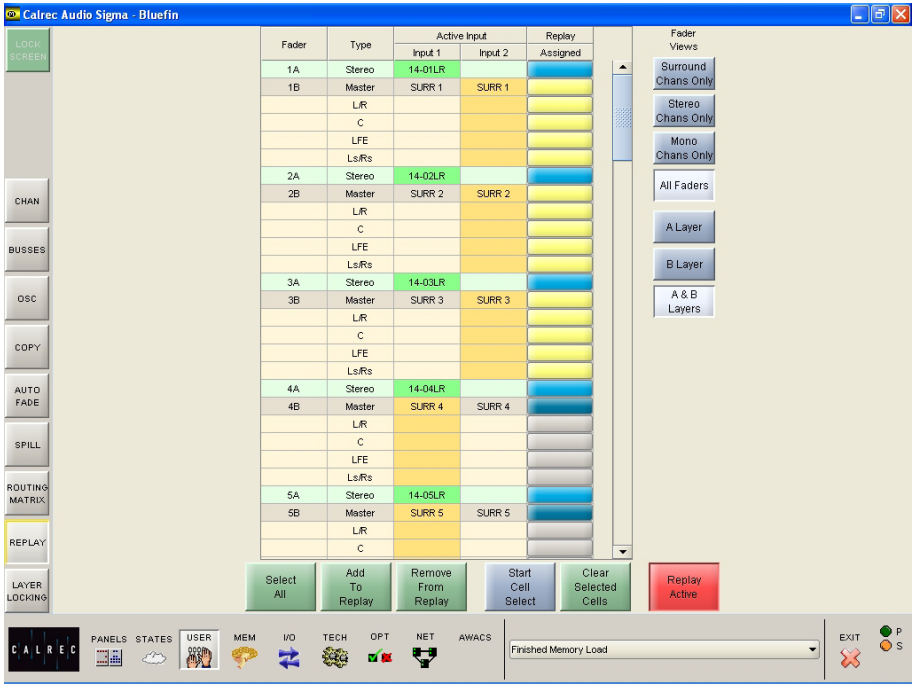 Calrec Audio Sigma - Bluefin
LOCK
SCREEN
CHAN
BUSSES
OSC
COPY
AUTO
FADE
SPILL
ROUTING
MATRIX
REPLAY
LAYER
LOCKING
Fader Type Active Input Replay
Input 1 Input 2 Assigned
1A Stereo 14-01LR
1B Master SURR 1 SURR 1
L/R
C
LFE
Ls/Rs
2A Stereo 14-02LR
2B Master SURR 2 SURR 2
L/R
C
LFE
Ls/Rs
3A Stereo 14-03LR
3B Master SURR 3 SURR 3
L/R
C
LFE
Ls/Rs
4A Stereo 14-04LR
4B Master SURR 4 SURR 4
L/R
C
LFE
Ls/Rs
5A Stereo 14-05LR
5B Master SURR 5 SURR 5
L/R
C
Fader
Views
Surround
Chans Only
Stereo
Chans Only
Mono
Chans Only
All Faders
A Layer
B Layer
A & B
Layers
Select
All
Add
To
Replay
Remove
From
Replay
Start
Cell
Select
Clear
Selected
Cells
Replay
Active
CALREC
PANELS STATES USER MEM I/O TECH OPT NET AWACS
Finished Memory Load
EXIT
P
S